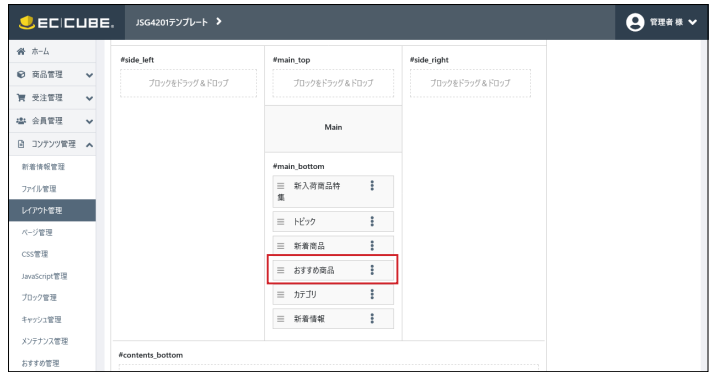 EC CUBE.
JSG4201テンプレート
管理者 様
ホーム
商品管理
受注管理
会員管理
コンテンツ管理
新着情報管理
ファイル管理
レイアウト管理
ページ管理
CSS管理
JavaScript管理
ブロック管理
キャッシュ管理
メンテナンス管理
おすすめ管理
#side_left
ブロックをドラッグ＆ドロップ
#main_top
ブロックをドラッグ＆ドロップ
#side_right
ブロックをドラッグ＆ドロップ
Main
#main_bottom
新入荷商品特
集
トピック
新着商品
おすすめ商品
カテゴリ
新着情報
#contents_bottom